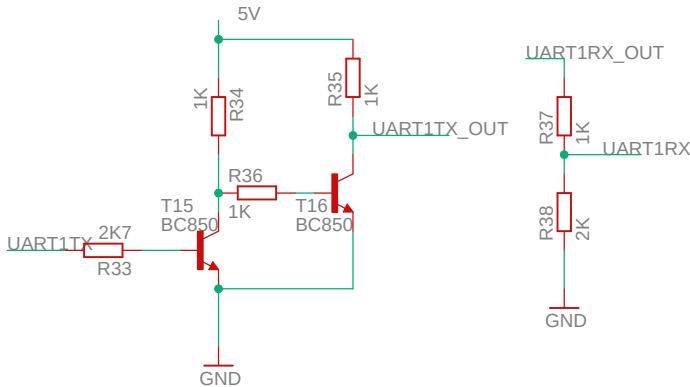 5V
UART1RX_OUT
1K
R34
R35
1K
UART1TX_OUT
R37
1K
UART1RX
R36
1K
T15
BC850
T16
BC850
R38
2K
UART1TX
2K7
R33
GND
GND